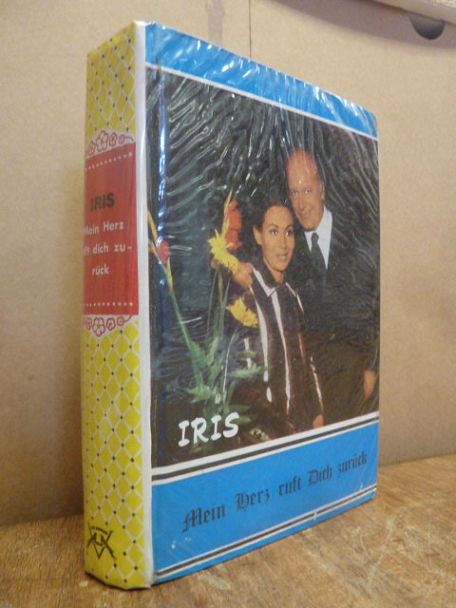 IRIS
Mein Herz
ruft dich zu-
rück
IRIS
Mein Herz ruft Dich zurück